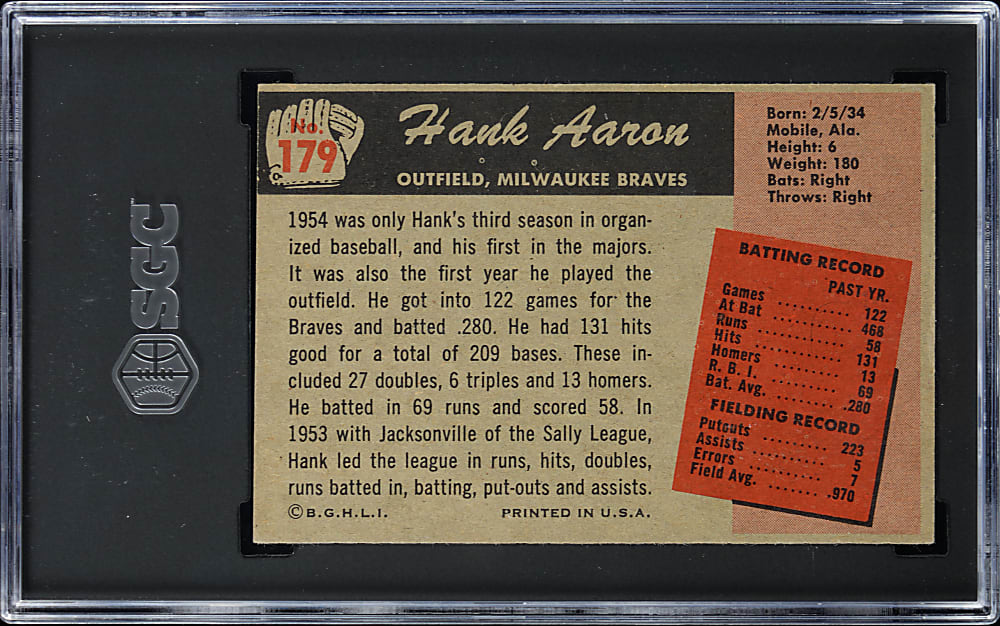 SGC
No.
179
Hank Aaron
OUTFIELD, MILWAUKEE BRAVES
1954 was only Hank's third season in organ-
ized baseball, and his first in the majors.
It was also the first year he played the
outfield. He got into 122 games for the
Braves and batted .280. He had 131 hits
good for a total of 209 bases. These in-
cluded 27 doubles, 6 triples and 13 homers.
He batted in 69 runs and scored 58. In
1953 with Jacksonville of the Sally League,
Hank led the league in runs, hits, doubles,
runs batted in, batting, put-outs and assists.
©B.G.H.L.I. PRINTED IN U.S.A.
Born: 2/5/34
Mobile, Ala.
Height: 6
Weight: 180
Bats: Right
Throws: Right
BATTING RECORD
PAST YR.
Games .......... 122
At Bat .......... 468
Runs .......... 58
Hits .......... 131
Homers .......... 13
R. B. I. .......... 69
Bat. Avg. .......... .280
FIELDING RECORD
Putouts .......... 223
Assists .......... 5
Errors .......... 7
Field Avg. ........ .970